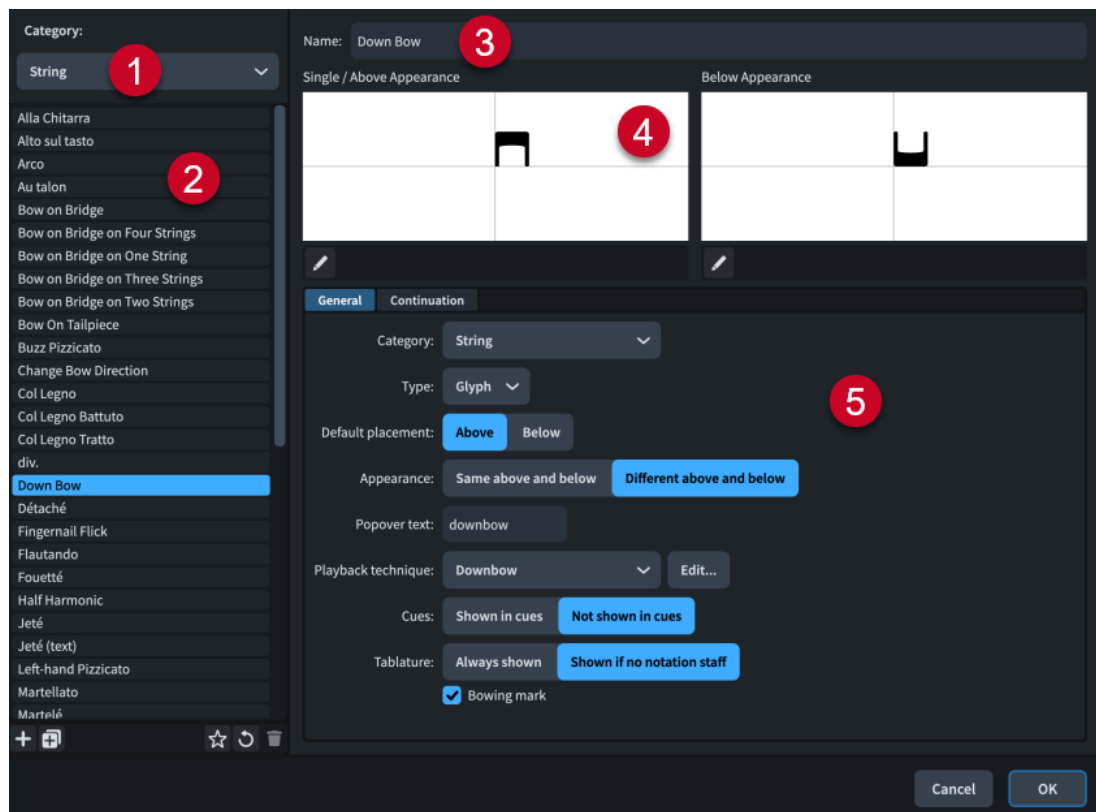 Category:
1
String
Alla Chitarra
Alto sul tasto
Arco
2
Au talon
Bow on Bridge
Bow on Bridge on Four Strings
Bow on Bridge on One String
Bow on Bridge on Three Strings
Bow on Bridge on Two Strings
Bow On Tailpiece
Buzz Pizzicato
Change Bow Direction
Col Legno
Col Legno Battuto
Col Legno Tratto
div.
Down Bow
Détaché
Fingernail Flick
Flautando
Fouetté
Half Harmonic
Jeté
Jeté (text)
Left-hand Pizzicato
Martellato
Martelé
Name: Down Bow 3
Single / Above Appearance
4
Below Appearance
General Continuation
5
Category: String
Type: Glyph
Default placement: Above Below
Appearance: Same above and below Different above and below
Popover text: downbow
Playback technique: Downbow Edit...
Cues: Shown in cues Not shown in cues
Tablature: Always shown Shown if no notation staff
Bowing mark
Cancel OK